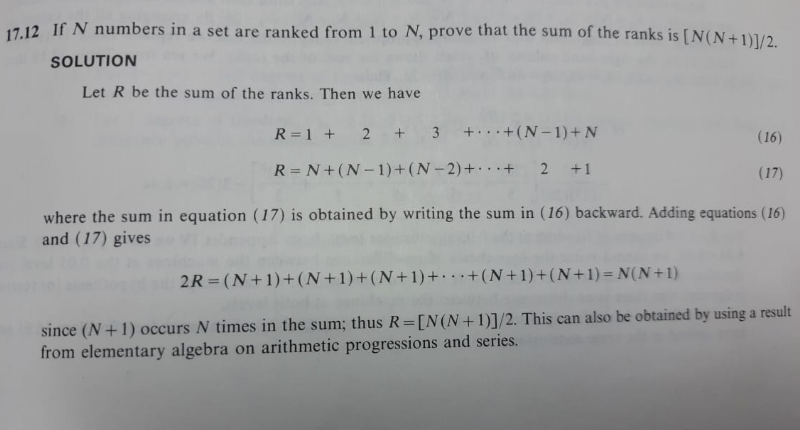 17.12 If N numbers in a set are ranked from 1 to N, prove that the sum of the ranks is [N(N+1)]/2.
SOLUTION
Let R be the sum of the ranks. Then we have
R = 1 + 2 + 3 + · · · + (N − 1) + N (16)
R = N + (N − 1) + (N − 2) + · · · + 2 + 1 (17)
where the sum in equation (17) is obtained by writing the sum in (16) backward. Adding equations (16)
and (17) gives
2R = (N + 1) + (N + 1) + (N + 1) + · · · + (N + 1) + (N + 1) = N(N + 1)
since (N + 1) occurs N times in the sum; thus R = [N(N + 1)]/2. This can also be obtained by using a result
from elementary algebra on arithmetic progressions and series.